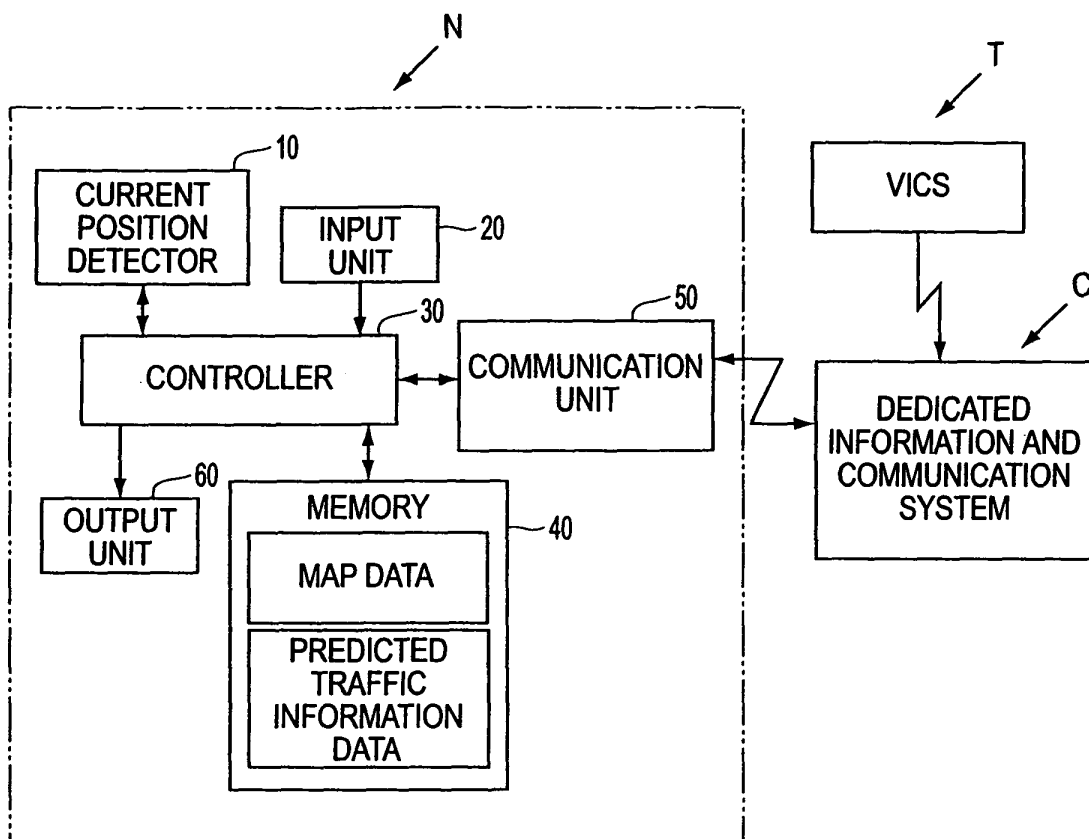 N
T
10
CURRENT
POSITION
DETECTOR
20
INPUT
UNIT
VICS
30
CONTROLLER
50
COMMUNICATION
UNIT
C
DEDICATED
INFORMATION AND
COMMUNICATION
SYSTEM
60
OUTPUT
UNIT
MEMORY
40
MAP DATA
PREDICTED
TRAFFIC
INFORMATION
DATA